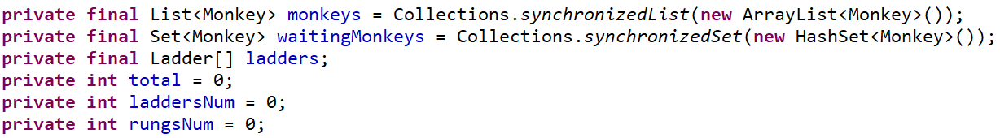 private final List<Monkey> monkeys = Collections.synchronizedList(new ArrayList<Monkey>());
private final Set<Monkey> waitingMonkeys = Collections.synchronizedSet(new HashSet<Monkey>());
private final Ladder[] ladders;
private int total = 0;
private int laddersNum = 0;
private int rungsNum = 0;